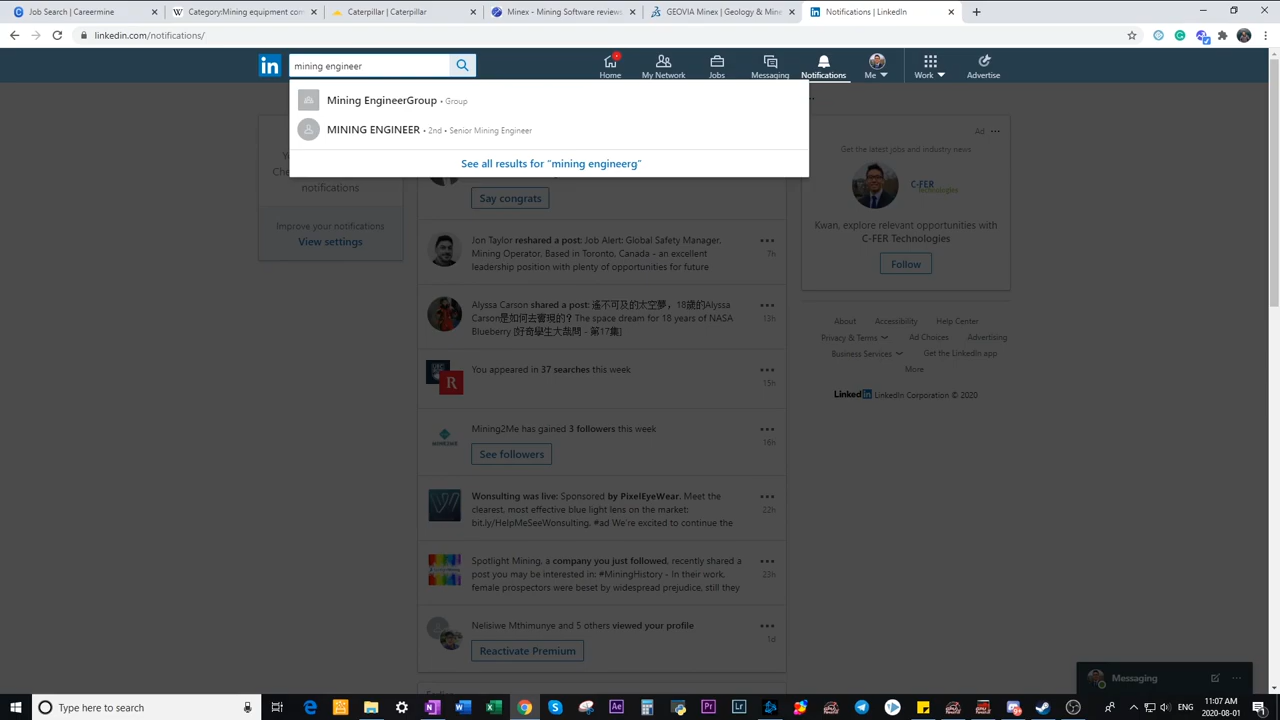 Job Search | Careermine
Category:Mining equipment com
Caterpillar | Caterpillar
Minex - Mining Software reviews
GEOVIA Minex | Geology & Mine
Notifications | LinkedIn
linkedin.com/notifications/
in
mining engineer
Home
My Network
Jobs
Messaging
Notifications
Me
Work
Advertise
Mining EngineerGroup • Group
MINING ENGINEER • 2nd • Senior Mining Engineer
See all results for "mining engineerg"
notifications
Improve your notifications
View settings
Say congrats
Jon Taylor reshared a post: Job Alert: Global Safety Manager,
Mining Operator. Based in Toronto, Canada - an excellent
leadership position with plenty of opportunities for future
7h
Alyssa Carson shared a post: 遙不可及的太空夢，18歲的Alyssa
Carson是如何去實現的？The space dream for 18 years of NASA
Blueberry [好奇學生大哉問 - 第17集]
13h
You appeared in 37 searches this week
15h
Mining2Me has gained 3 followers this week
16h
See followers
Wonsulting was live: Sponsored by PixelEyeWear. Meet the
clearest, most effective blue light lens on the market:
bit.ly/HelpMeSeeWonsulting. #ad We're excited to continue the
22h
Spotlight Mining, a company you just followed, recently shared a
post you may be interested in: #MiningHistory - In their work,
female prospectors were beset by widespread prejudice, still they
23h
Nelisiwe Mthimunye and 5 others viewed your profile
1d
Reactivate Premium
Ad
Get the latest jobs and industry news
C-FER
Technologies
Kwan, explore relevant opportunities with
C-FER Technologies
Follow
About
Accessibility
Help Center
Privacy & Terms
Ad Choices
Advertising
Business Services
Get the LinkedIn app
More
LinkedIn LinkedIn Corporation © 2020
Messaging
Type here to search
11:07 AM
2020-08-01